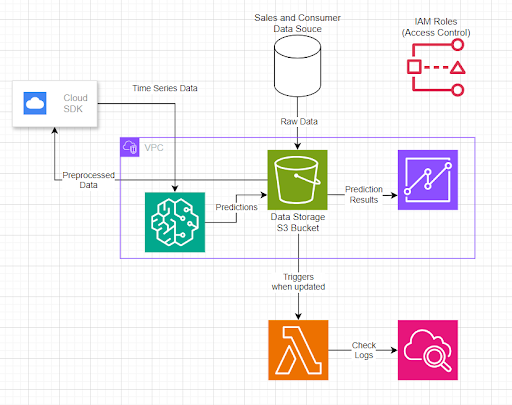 Sales and Consumer
Data Souce
IAM Roles
(Access Control)
Cloud
SDK
Time Series Data
Raw Data
VPC
Preprocessed
Data
Predictions
Prediction
Results
Data Storage
S3 Bucket
Triggers
when updated
Check
Logs